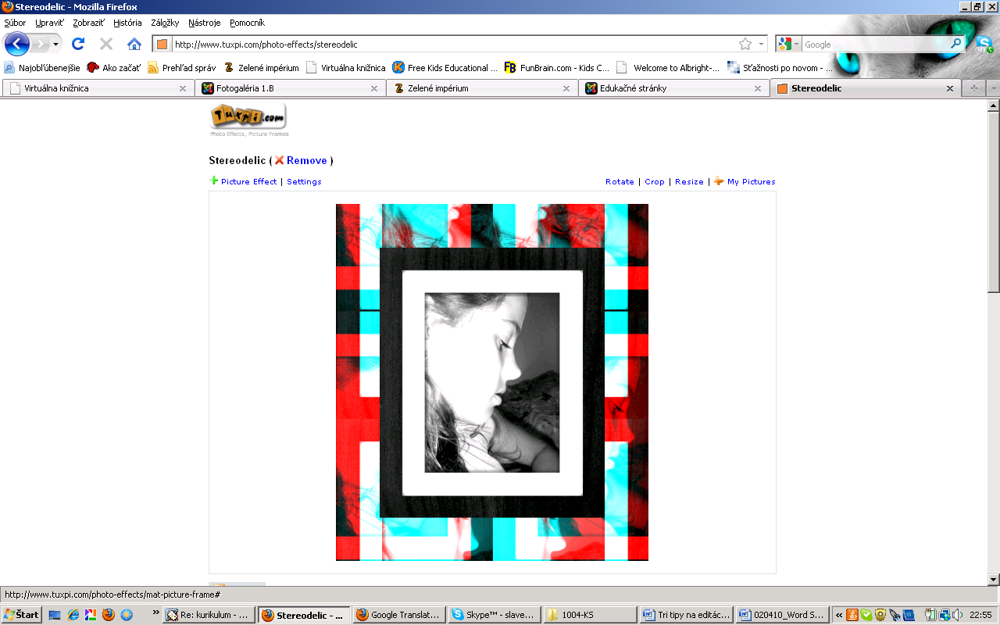 Stereodelic - Mozilla Firefox
Súbor Upraviť Zobraziť História Záložky Nástroje Pomocník
http://www.tuxpi.com/photo-effects/stereodelic Google
Najobľúbenejšie Ako začať Prehľad správ Zelené impérium Virtuálna knižnica Free Kids Educational ... FunBrain.com - Kids C... Welcome to Albright-... Sťažnosti po novom - ...
Virtuálna knižnica Fotogaléria 1.B Zelené impérium Edukačné stránky Stereodelic
Tuxpi.com
Photo Effects, Picture Frames
Stereodelic ( Remove )
Picture Effect | Settings Rotate | Crop | Resize | My Pictures
http://www.tuxpi.com/photo-effects/mat-picture-frame#
Štart » Re: kurikulum - ... Stereodelic - ... Google Translat... Skype™ - slave... 1004-KS Tri tipy na editác... 020410_Word S... « 22:55